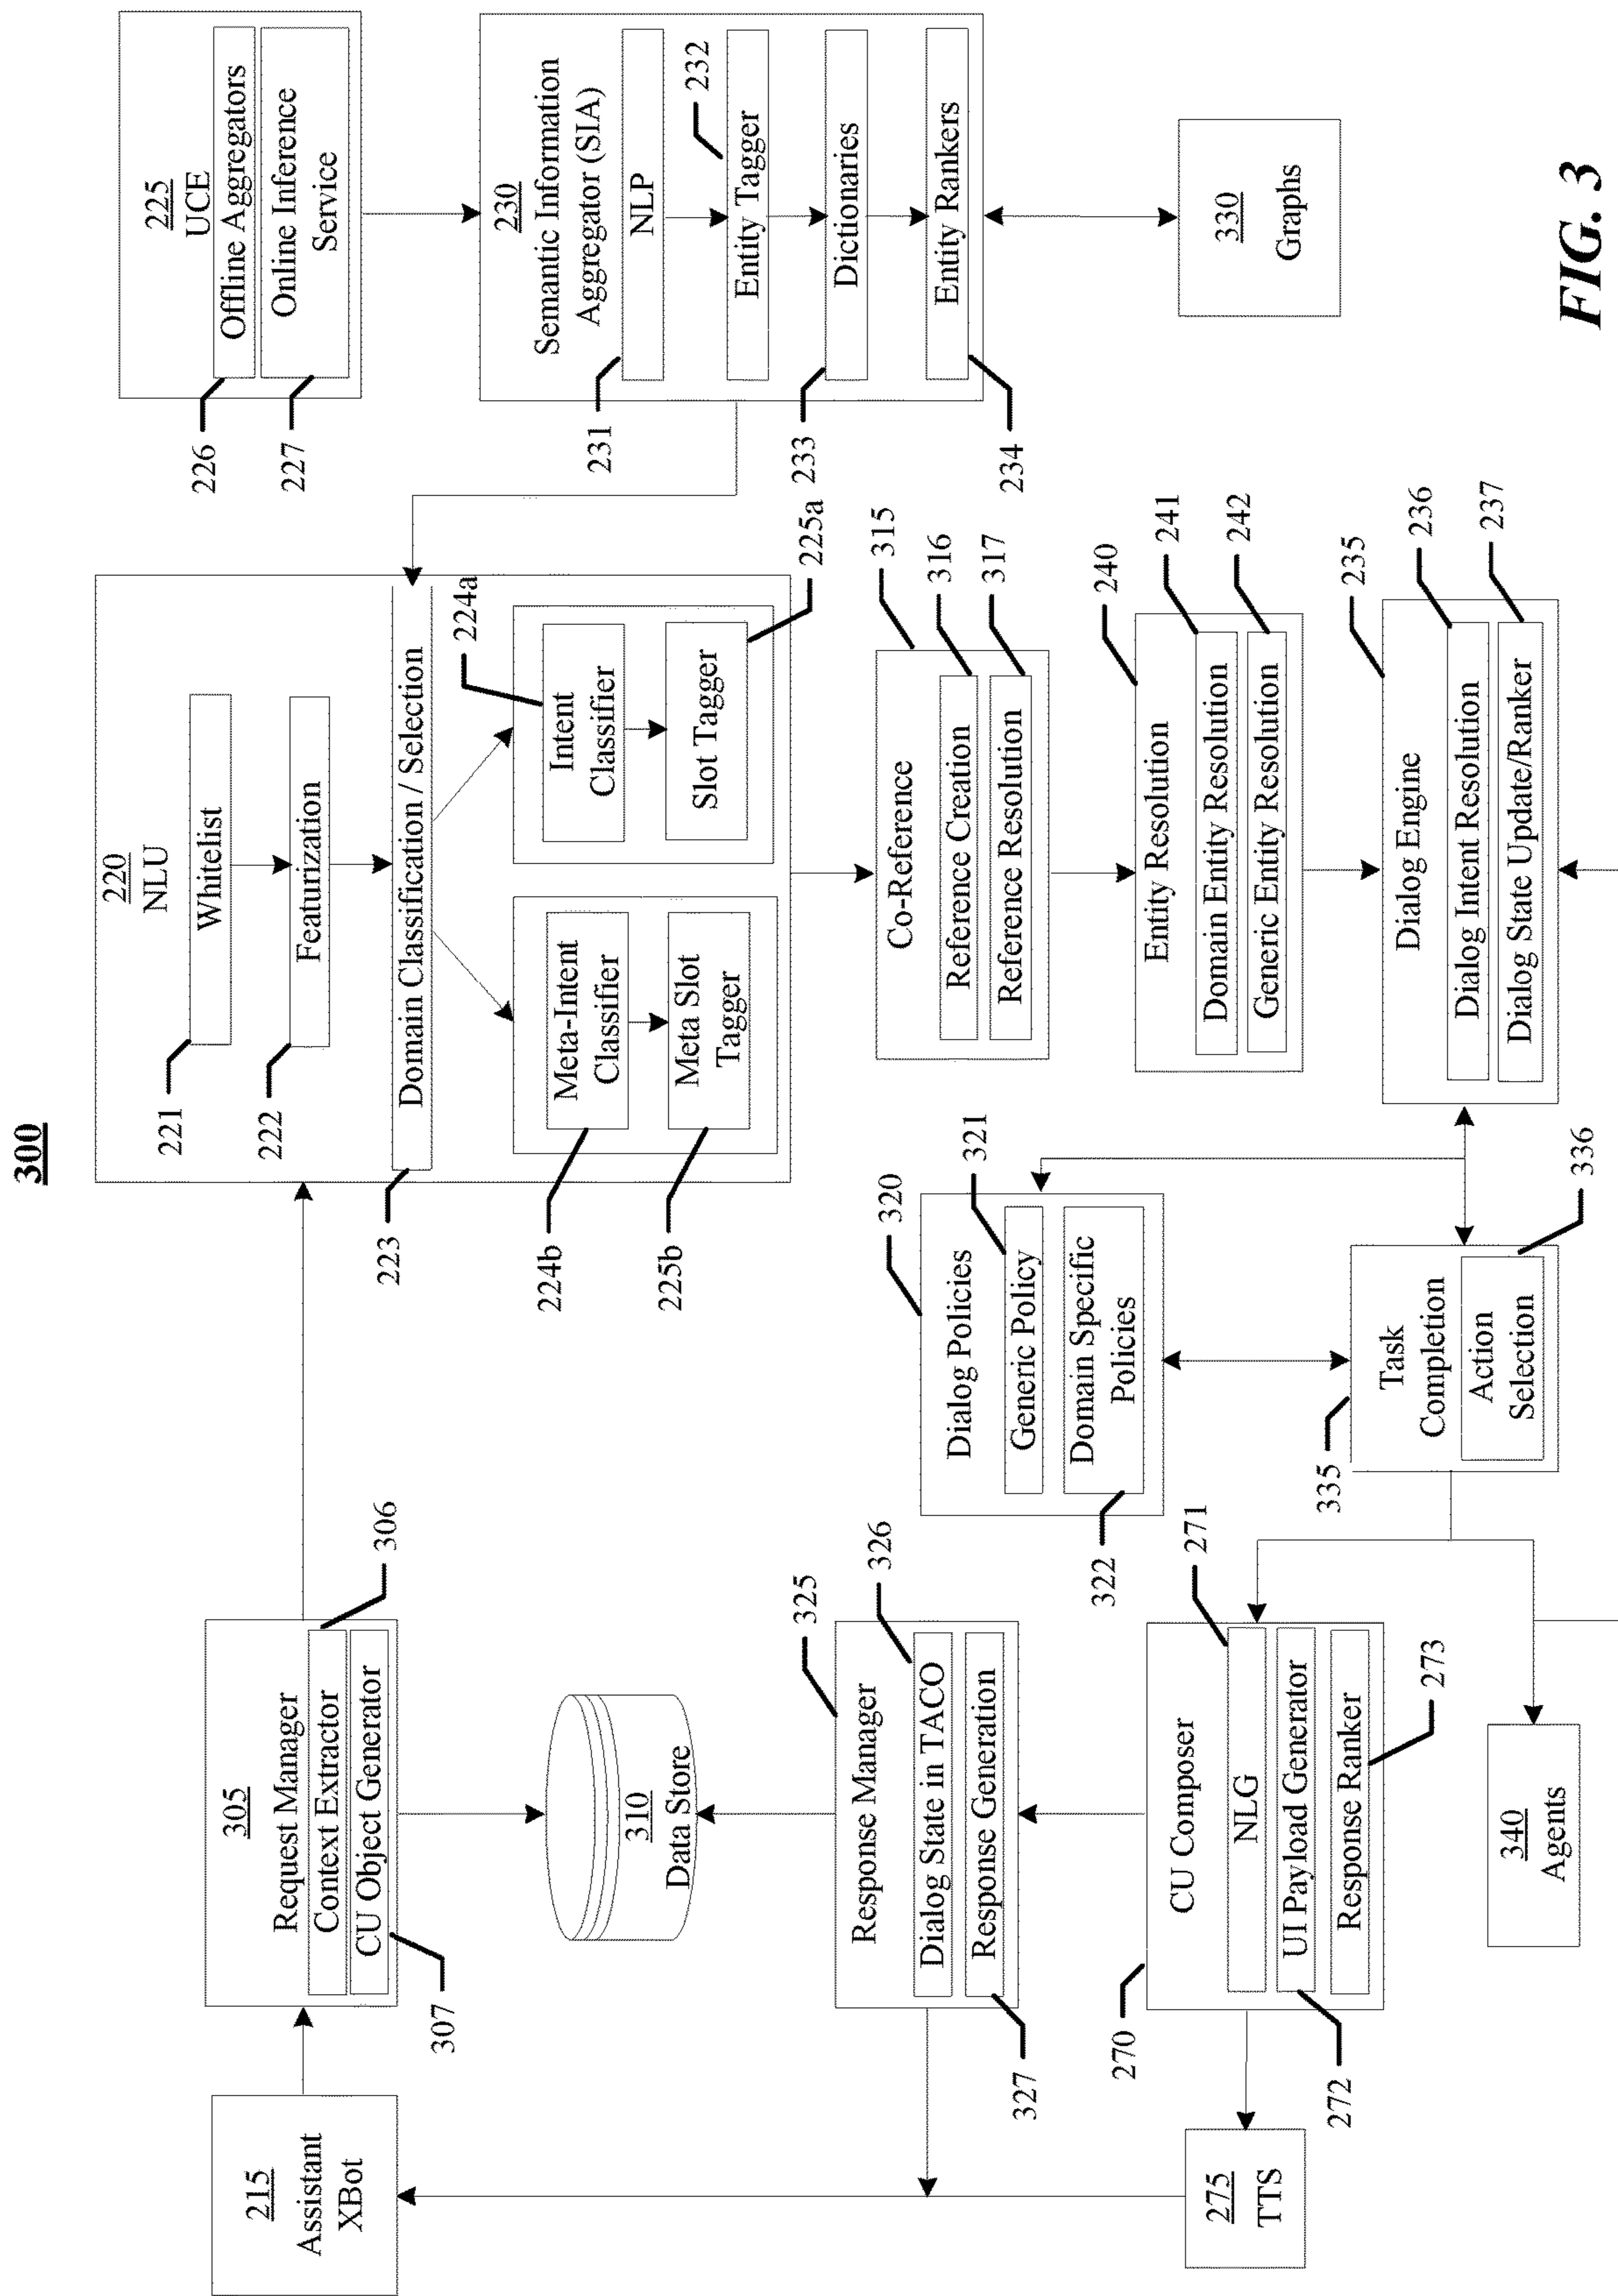 300
215
Assistant
XBot
305
Request Manager
Context Extractor
CU Object Generator
306
307
310
Data Store
220
NLU
Whitelist
221
Featurization
222
Domain Classification / Selection
223
Meta-Intent
Classifier
224b
Meta Slot
Tagger
225b
Intent
Classifier
224a
Slot Tagger
225a
225
UCE
Offline Aggregators
226
Online Inference
Service
227
230
Semantic Information
Aggregator (SIA)
NLP
231
Entity Tagger
232
Dictionaries
233
Entity Rankers
234
330
Graphs
Co-Reference
315
Reference Creation
316
Reference Resolution
317
Entity Resolution
240
Domain Entity Resolution
241
Generic Entity Resolution
242
Dialog Engine
235
Dialog Intent Resolution
236
Dialog State Update/Ranker
237
Dialog Policies
320
Generic Policy
321
Domain Specific
Policies
322
Task
Completion
335
Action
Selection
336
Response Manager
325
Dialog State in TACO
326
Response Generation
327
CU Composer
270
NLG
271
UI Payload Generator
272
Response Ranker
273
275
TTS
340
Agents
FIG. 3